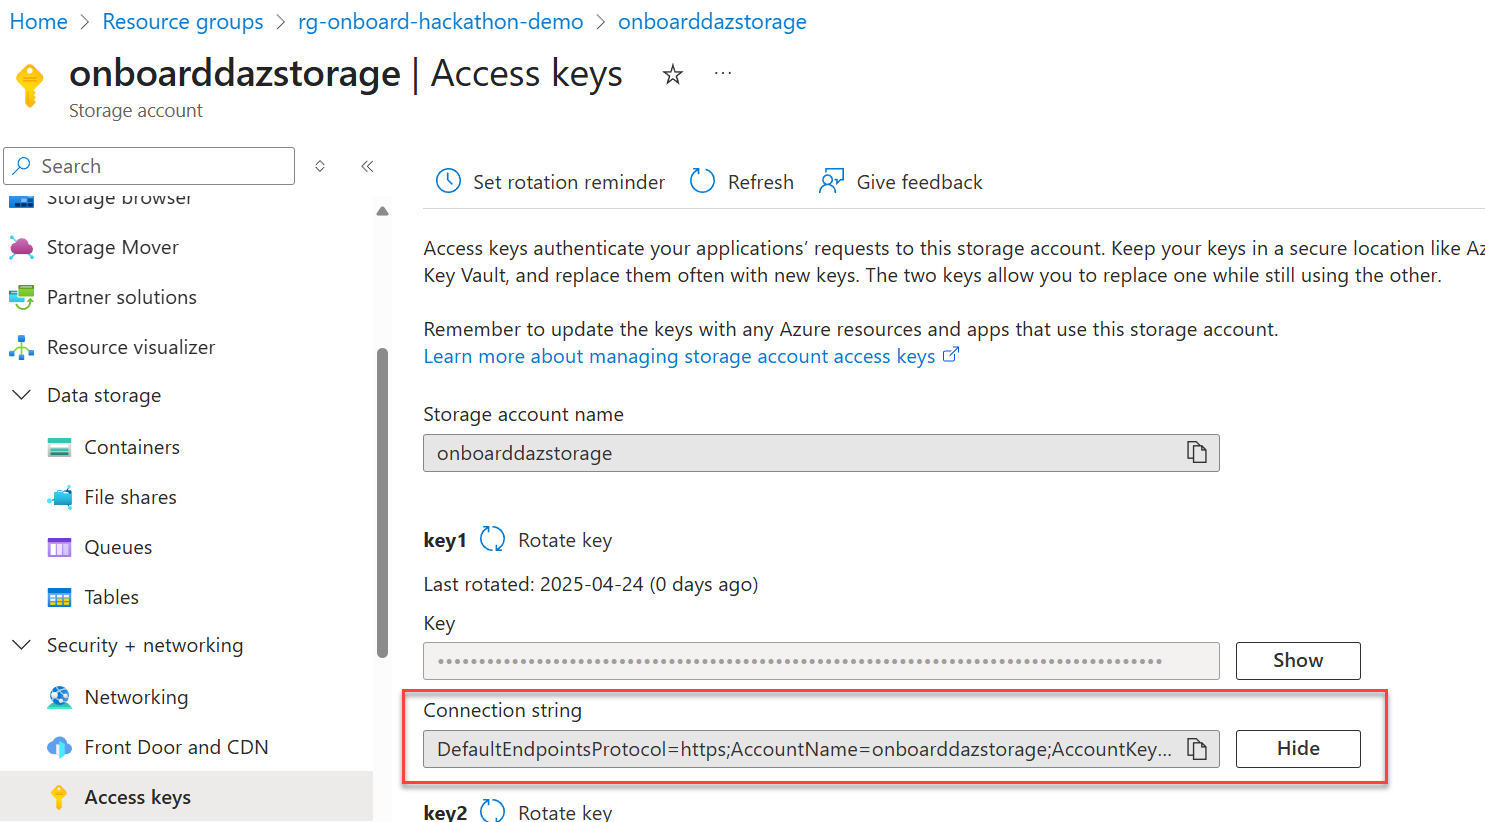 Home > Resource groups > rg-onboard-hackathon-demo > onboarddazstorage
onboarddazstorage | Access keys
Storage account
Search
Storage browser
Storage Mover
Partner solutions
Resource visualizer
Data storage
Containers
File shares
Queues
Tables
Security + networking
Networking
Front Door and CDN
Access keys
Set rotation reminder
Refresh
Give feedback
Access keys authenticate your applications’ requests to this storage account. Keep your keys in a secure location like Az
Key Vault, and replace them often with new keys. The two keys allow you to replace one while still using the other.
Remember to update the keys with any Azure resources and apps that use this storage account.
Learn more about managing storage account access keys
Storage account name
onboarddazstorage
key1 Rotate key
Last rotated: 2025-04-24 (0 days ago)
Key
Show
Connection string
DefaultEndpointsProtocol=https;AccountName=onboarddazstorage;AccountKey...
Hide
key2 Rotate key